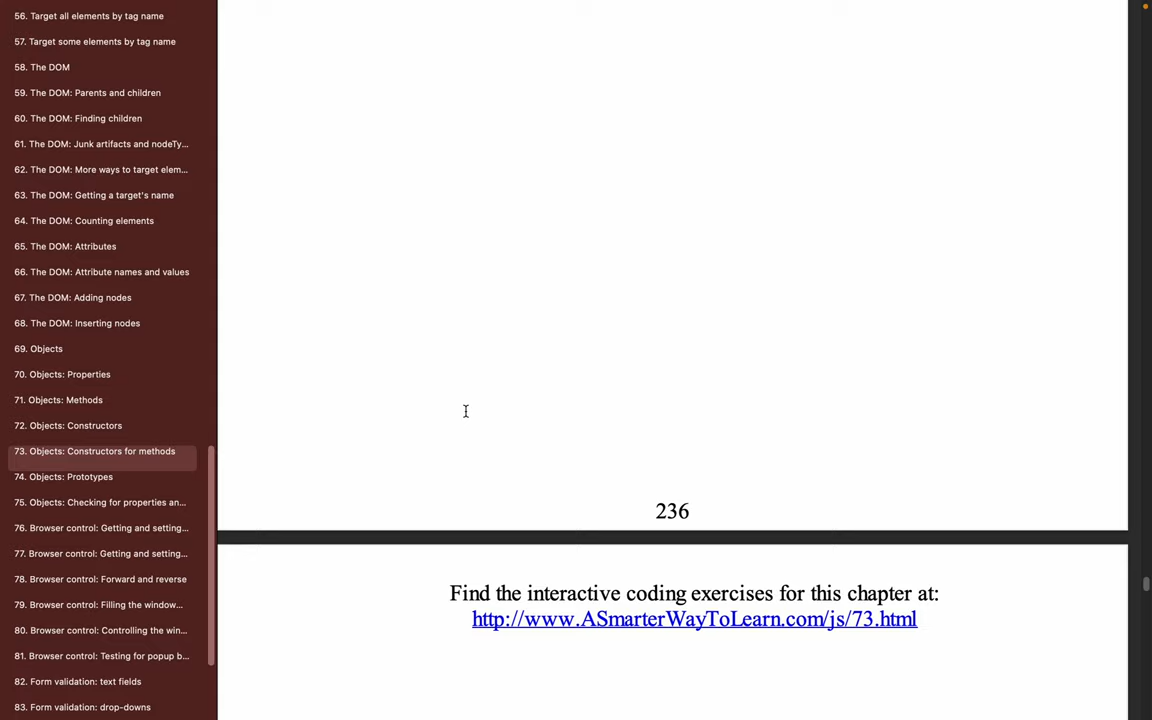 56. Target all elements by tag name
57. Target some elements by tag name
58. The DOM
59. The DOM: Parents and children
60. The DOM: Finding children
61. The DOM: Junk artifacts and nodeTy...
62. The DOM: More ways to target elem...
63. The DOM: Getting a target's name
64. The DOM: Counting elements
65. The DOM: Attributes
66. The DOM: Attribute names and values
67. The DOM: Adding nodes
68. The DOM: Inserting nodes
69. Objects
70. Objects: Properties
71. Objects: Methods
72. Objects: Constructors
73. Objects: Constructors for methods
74. Objects: Prototypes
75. Objects: Checking for properties an...
76. Browser control: Getting and setting...
77. Browser control: Getting and setting...
78. Browser control: Forward and reverse
79. Browser control: Filling the window...
80. Browser control: Controlling the win...
81. Browser control: Testing for popup b...
82. Form validation: text fields
83. Form validation: drop-downs
236
Find the interactive coding exercises for this chapter at:
http://www.ASmarterWayToLearn.com/js/73.html